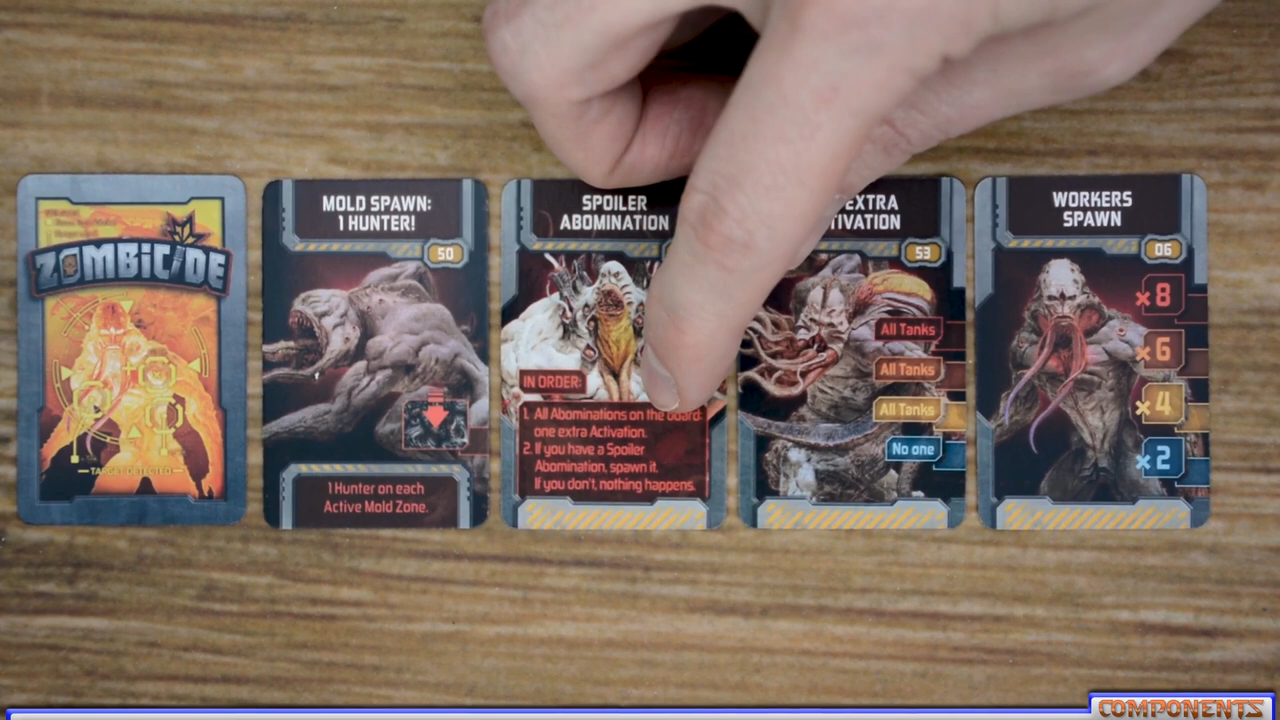 ZOMBICIDE
TARGET DETECTED
MOLD SPAWN:
1 HUNTER!
50
1 Hunter on each
Active Mold Zone.
SPOILER
ABOMINATION
IN ORDER:
1. All Abominations on the board:
one extra Activation.
2. If you have a Spoiler
Abomination, spawn it.
If you don't, nothing happens.
EXTRA
TIVATION
53
All Tanks
All Tanks
All Tanks
No one
WORKERS
SPAWN
06
x8
x6
x4
x2
COMPONENTS